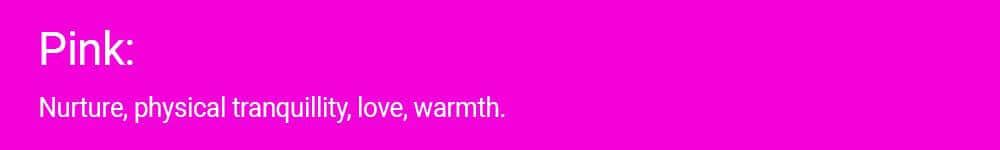 Pink:
Nurture, physical tranquillity, love, warmth.